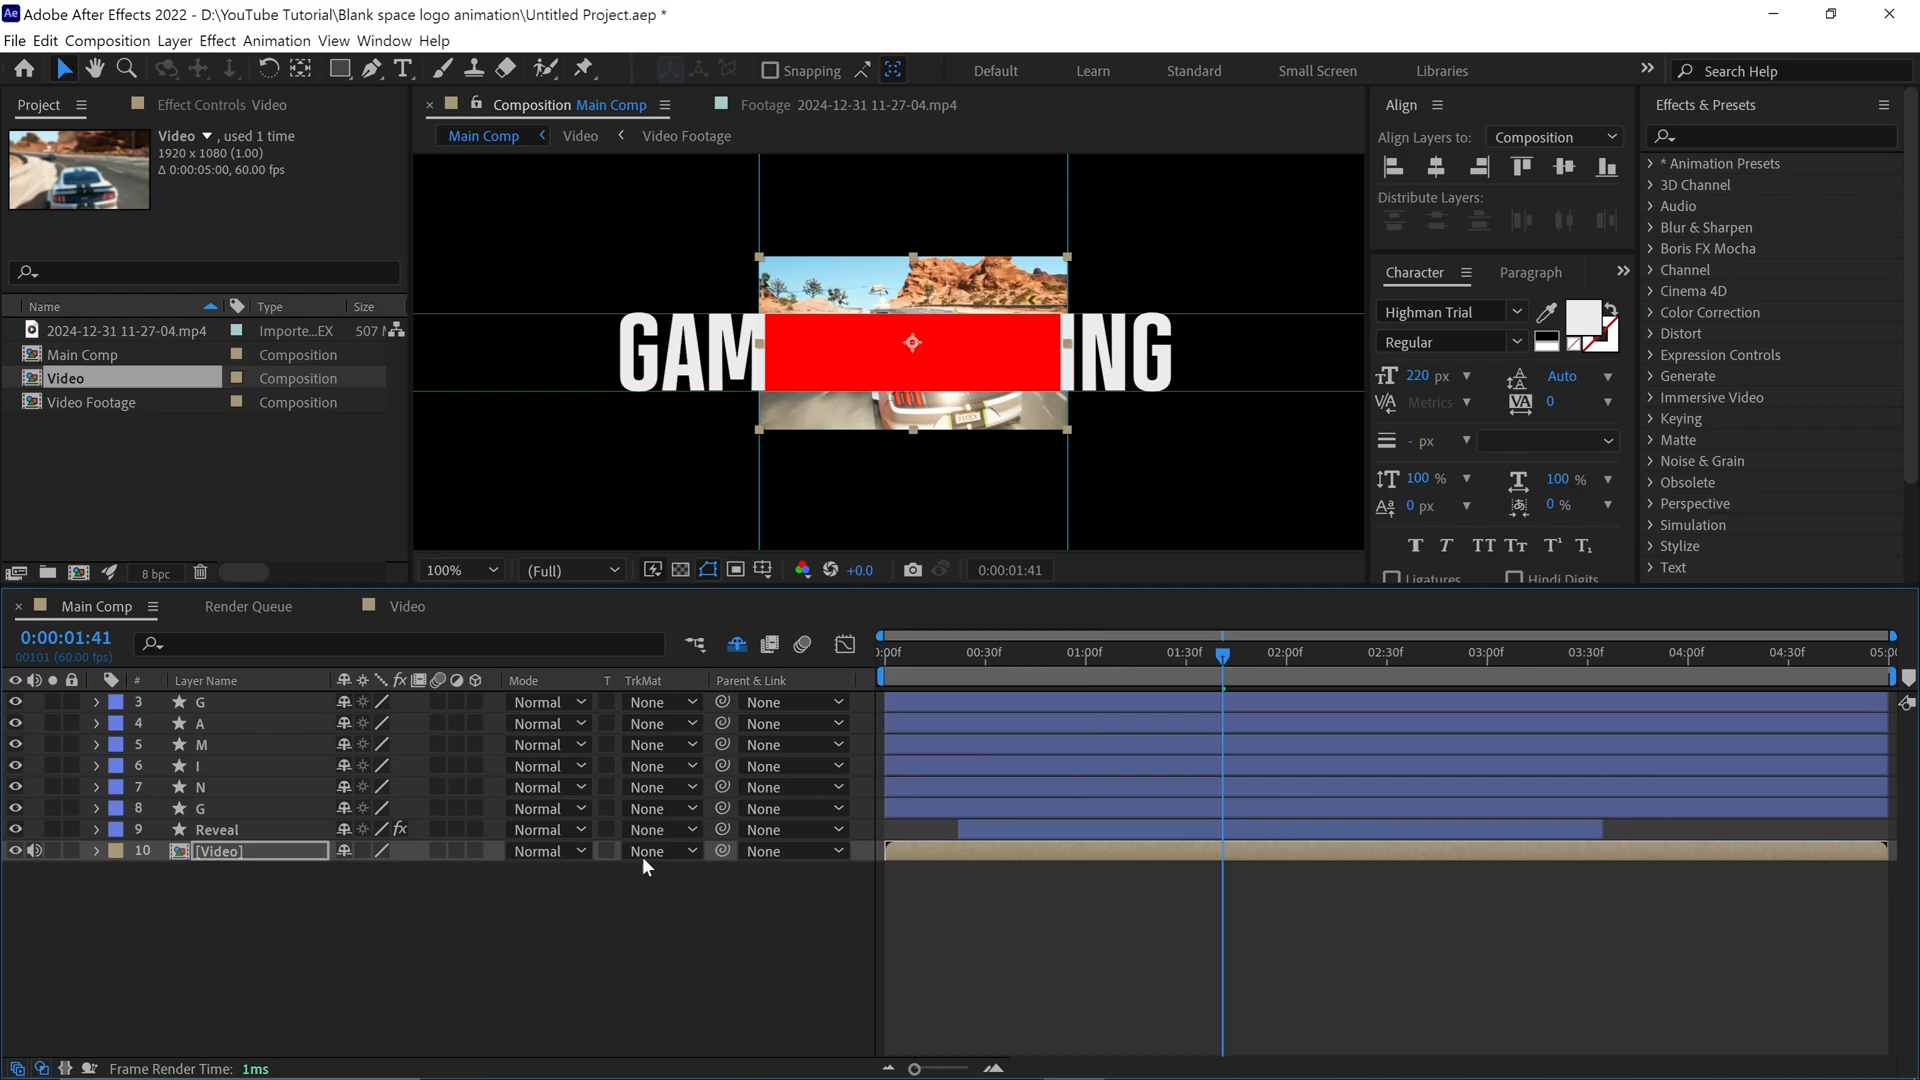 Adobe After Effects 2022 - D:\YouTube Tutorial\Blank space logo animation\Untitled Project.aep *
File Edit Composition Layer Effect Animation View Window Help
Snapping Default Learn Standard Small Screen Libraries Search Help
Project Effect Controls Video
Video , used 1 time
1920 x 1080 (1.00)
Δ 0:00:05:00, 60.00 fps
Name Type Size
2024-12-31 11-27-04.mp4 Importe...EX 507
Main Comp Composition
Video Composition
Video Footage Composition
8 bpc
Composition Main Comp Footage 2024-12-31 11-27-04.mp4
Main Comp Video Video Footage
GAM ING
100% (Full) +0.0 0:00:01:41
Align
Align Layers to: Composition
Distribute Layers:
Character Paragraph
Highman Trial
Regular
220 px Auto
Metrics 0
- px
100 % 100 %
0 px 0 %
Ligatures Hindi Digits
Effects & Presets
* Animation Presets
3D Channel
Audio
Blur & Sharpen
Boris FX Mocha
Channel
Cinema 4D
Color Correction
Distort
Expression Controls
Generate
Immersive Video
Keying
Matte
Noise & Grain
Obsolete
Perspective
Simulation
Stylize
Text
Main Comp Render Queue Video
0:00:01:41
00101 (60.00 fps)
:00f 00:30f 01:00f 01:30f 02:00f 02:30f 03:00f 03:30f 04:00f 04:30f 05:0
# Layer Name fx Mode T TrkMat Parent & Link
3 G Normal None None
4 A Normal None None
5 M Normal None None
6 I Normal None None
7 N Normal None None
8 G Normal None None
9 Reveal fx Normal None None
10 [Video] Normal None None
Frame Render Time: 1ms